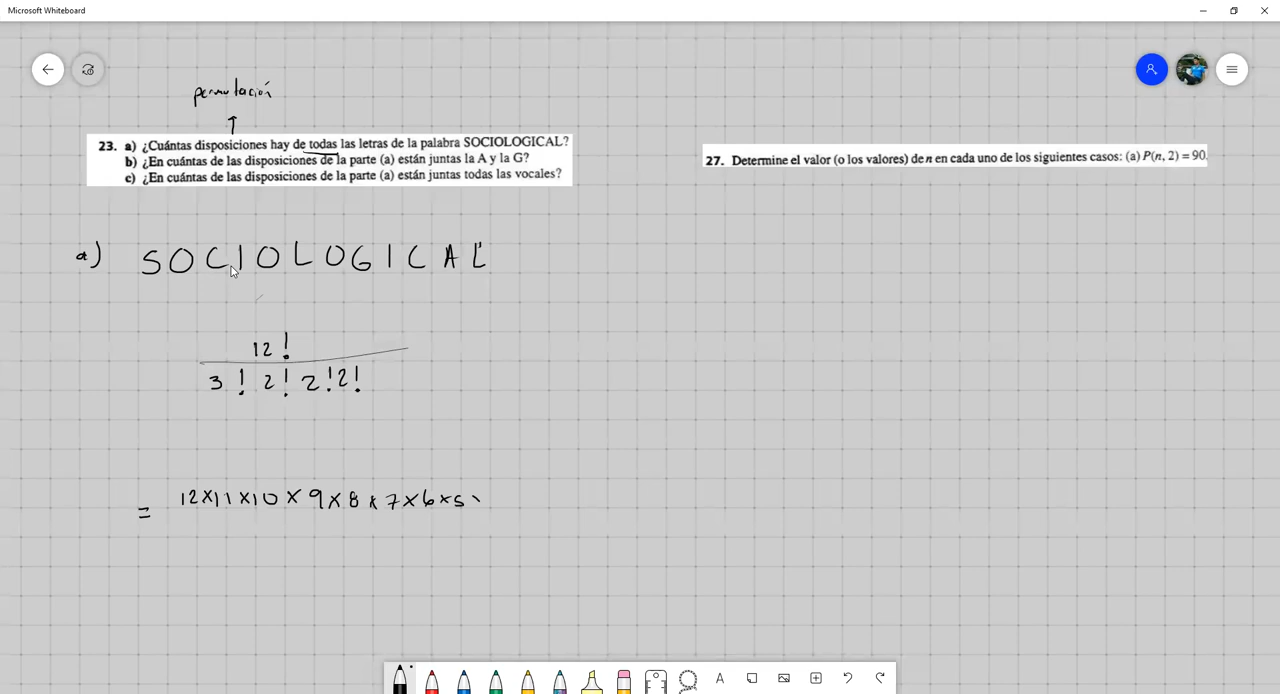 Microsoft Whiteboard
permutación
23. a) ¿Cuántas disposiciones hay de todas las letras de la palabra SOCIOLOGICAL?
b) ¿En cuántas de las disposiciones de la parte (a) están juntas la A y la G?
c) ¿En cuántas de las disposiciones de la parte (a) están juntas todas las vocales?
27. Determine el valor (o los valores) de n en cada uno de los siguientes casos: (a) P(n, 2) = 90.
a) SOCIOLOGICAL
12!
3! 2! 2! 2!
= 12×11×10×9×8×7×6×5
A